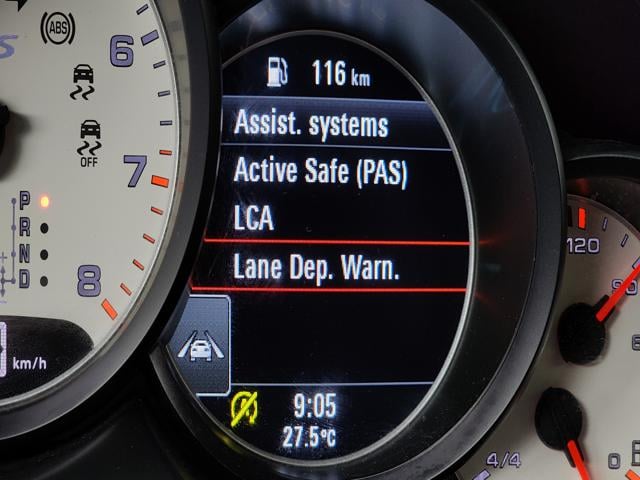 116 km
Assist. systems
Active Safe (PAS)
LCA
Lane Dep. Warn.
9:05
27.5°C
S
ABS
6
OFF
7
P
R
N
D
8
km/h
120
90
4/4
0